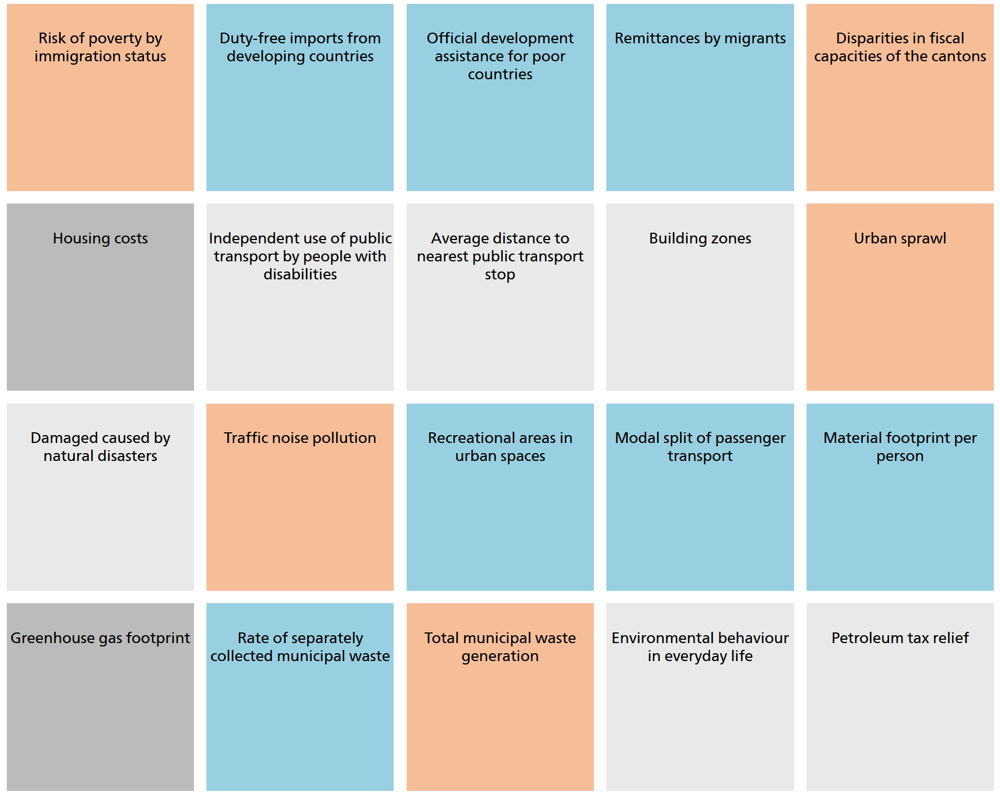 Risk of poverty by
immigration status
Duty-free imports from
developing countries
Official development
assistance for poor
countries
Remittances by migrants
Disparities in fiscal
capacities of the cantons
Housing costs
Independent use of public
transport by people with
disabilities
Average distance to
nearest public transport
stop
Building zones
Urban sprawl
Damaged caused by
natural disasters
Traffic noise pollution
Recreational areas in
urban spaces
Modal split of passenger
transport
Material footprint per
person
Greenhouse gas footprint
Rate of separately
collected municipal waste
Total municipal waste
generation
Environmental behaviour
in everyday life
Petroleum tax relief